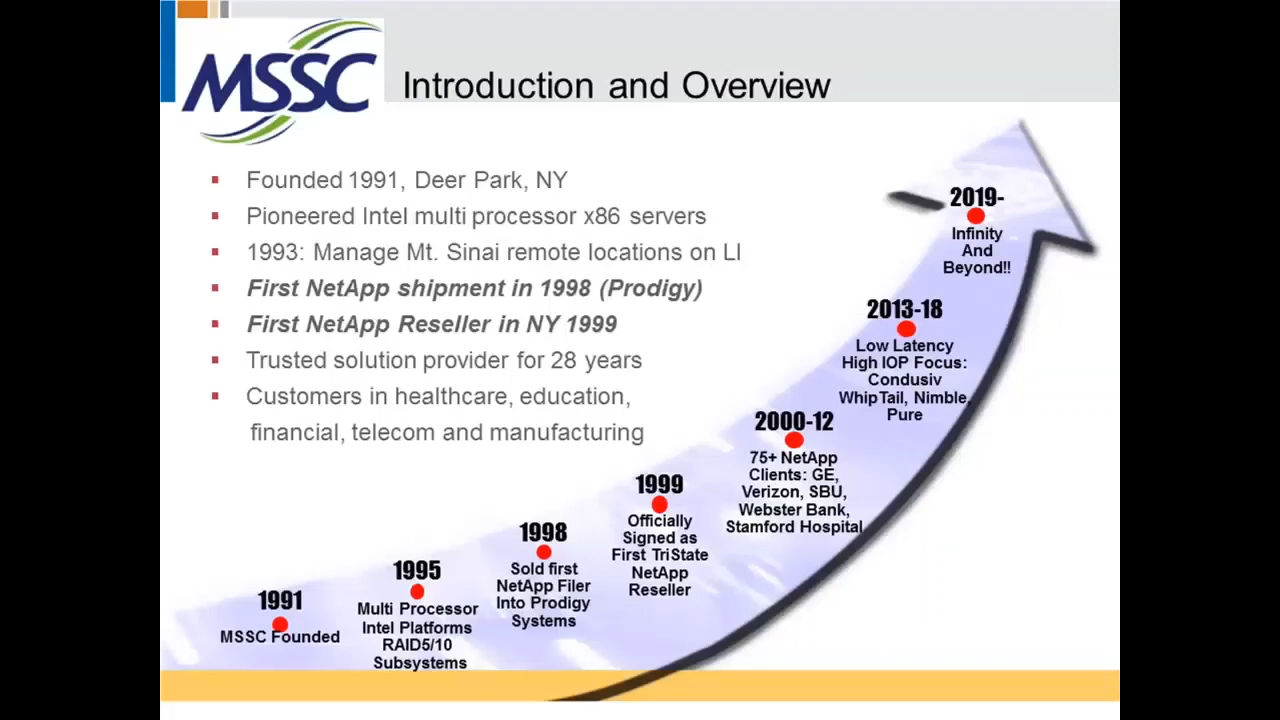 MSSC
Introduction and Overview
Founded 1991, Deer Park, NY
Pioneered Intel multi processor x86 servers
1993: Manage Mt. Sinai remote locations on LI
First NetApp shipment in 1998 (Prodigy)
First NetApp Reseller in NY 1999
Trusted solution provider for 28 years
Customers in healthcare, education,
financial, telecom and manufacturing
1991
MSSC Founded
1995
Multi Processor
Intel Platforms
RAID5/10
Subsystems
1998
Sold first
NetApp Filer
Into Prodigy
Systems
1999
Officially
Signed as
First TriState
NetApp
Reseller
2000-12
75+ NetApp
Clients: GE,
Verizon, SBU,
Webster Bank,
Stamford Hospital
2013-18
Low Latency
High IOP Focus:
Condusiv
WhipTail, Nimble,
Pure
2019-
Infinity
And
Beyond!!